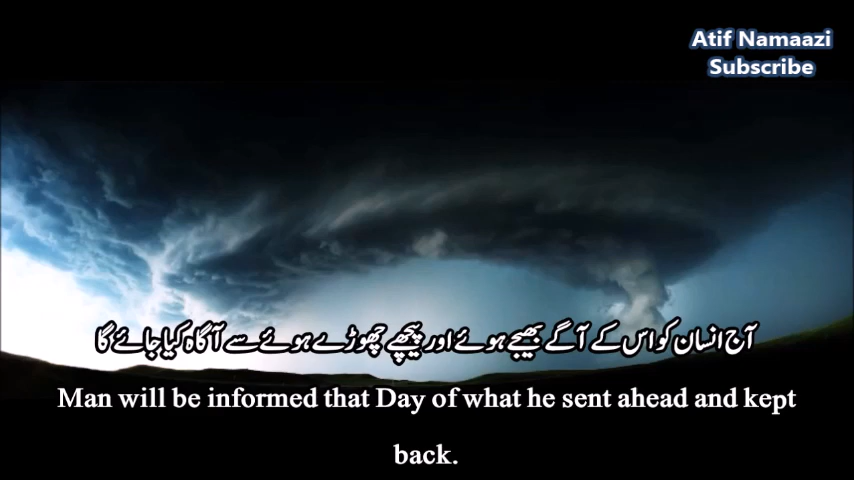 Atif Namaazi
Subscribe
آج انسان کو اس کے آگے بھیجے ہوئے اور پیچھے چھوڑے ہوئے سے آگاہ کیا جائے گا
Man will be informed that Day of what he sent ahead and kept
back.